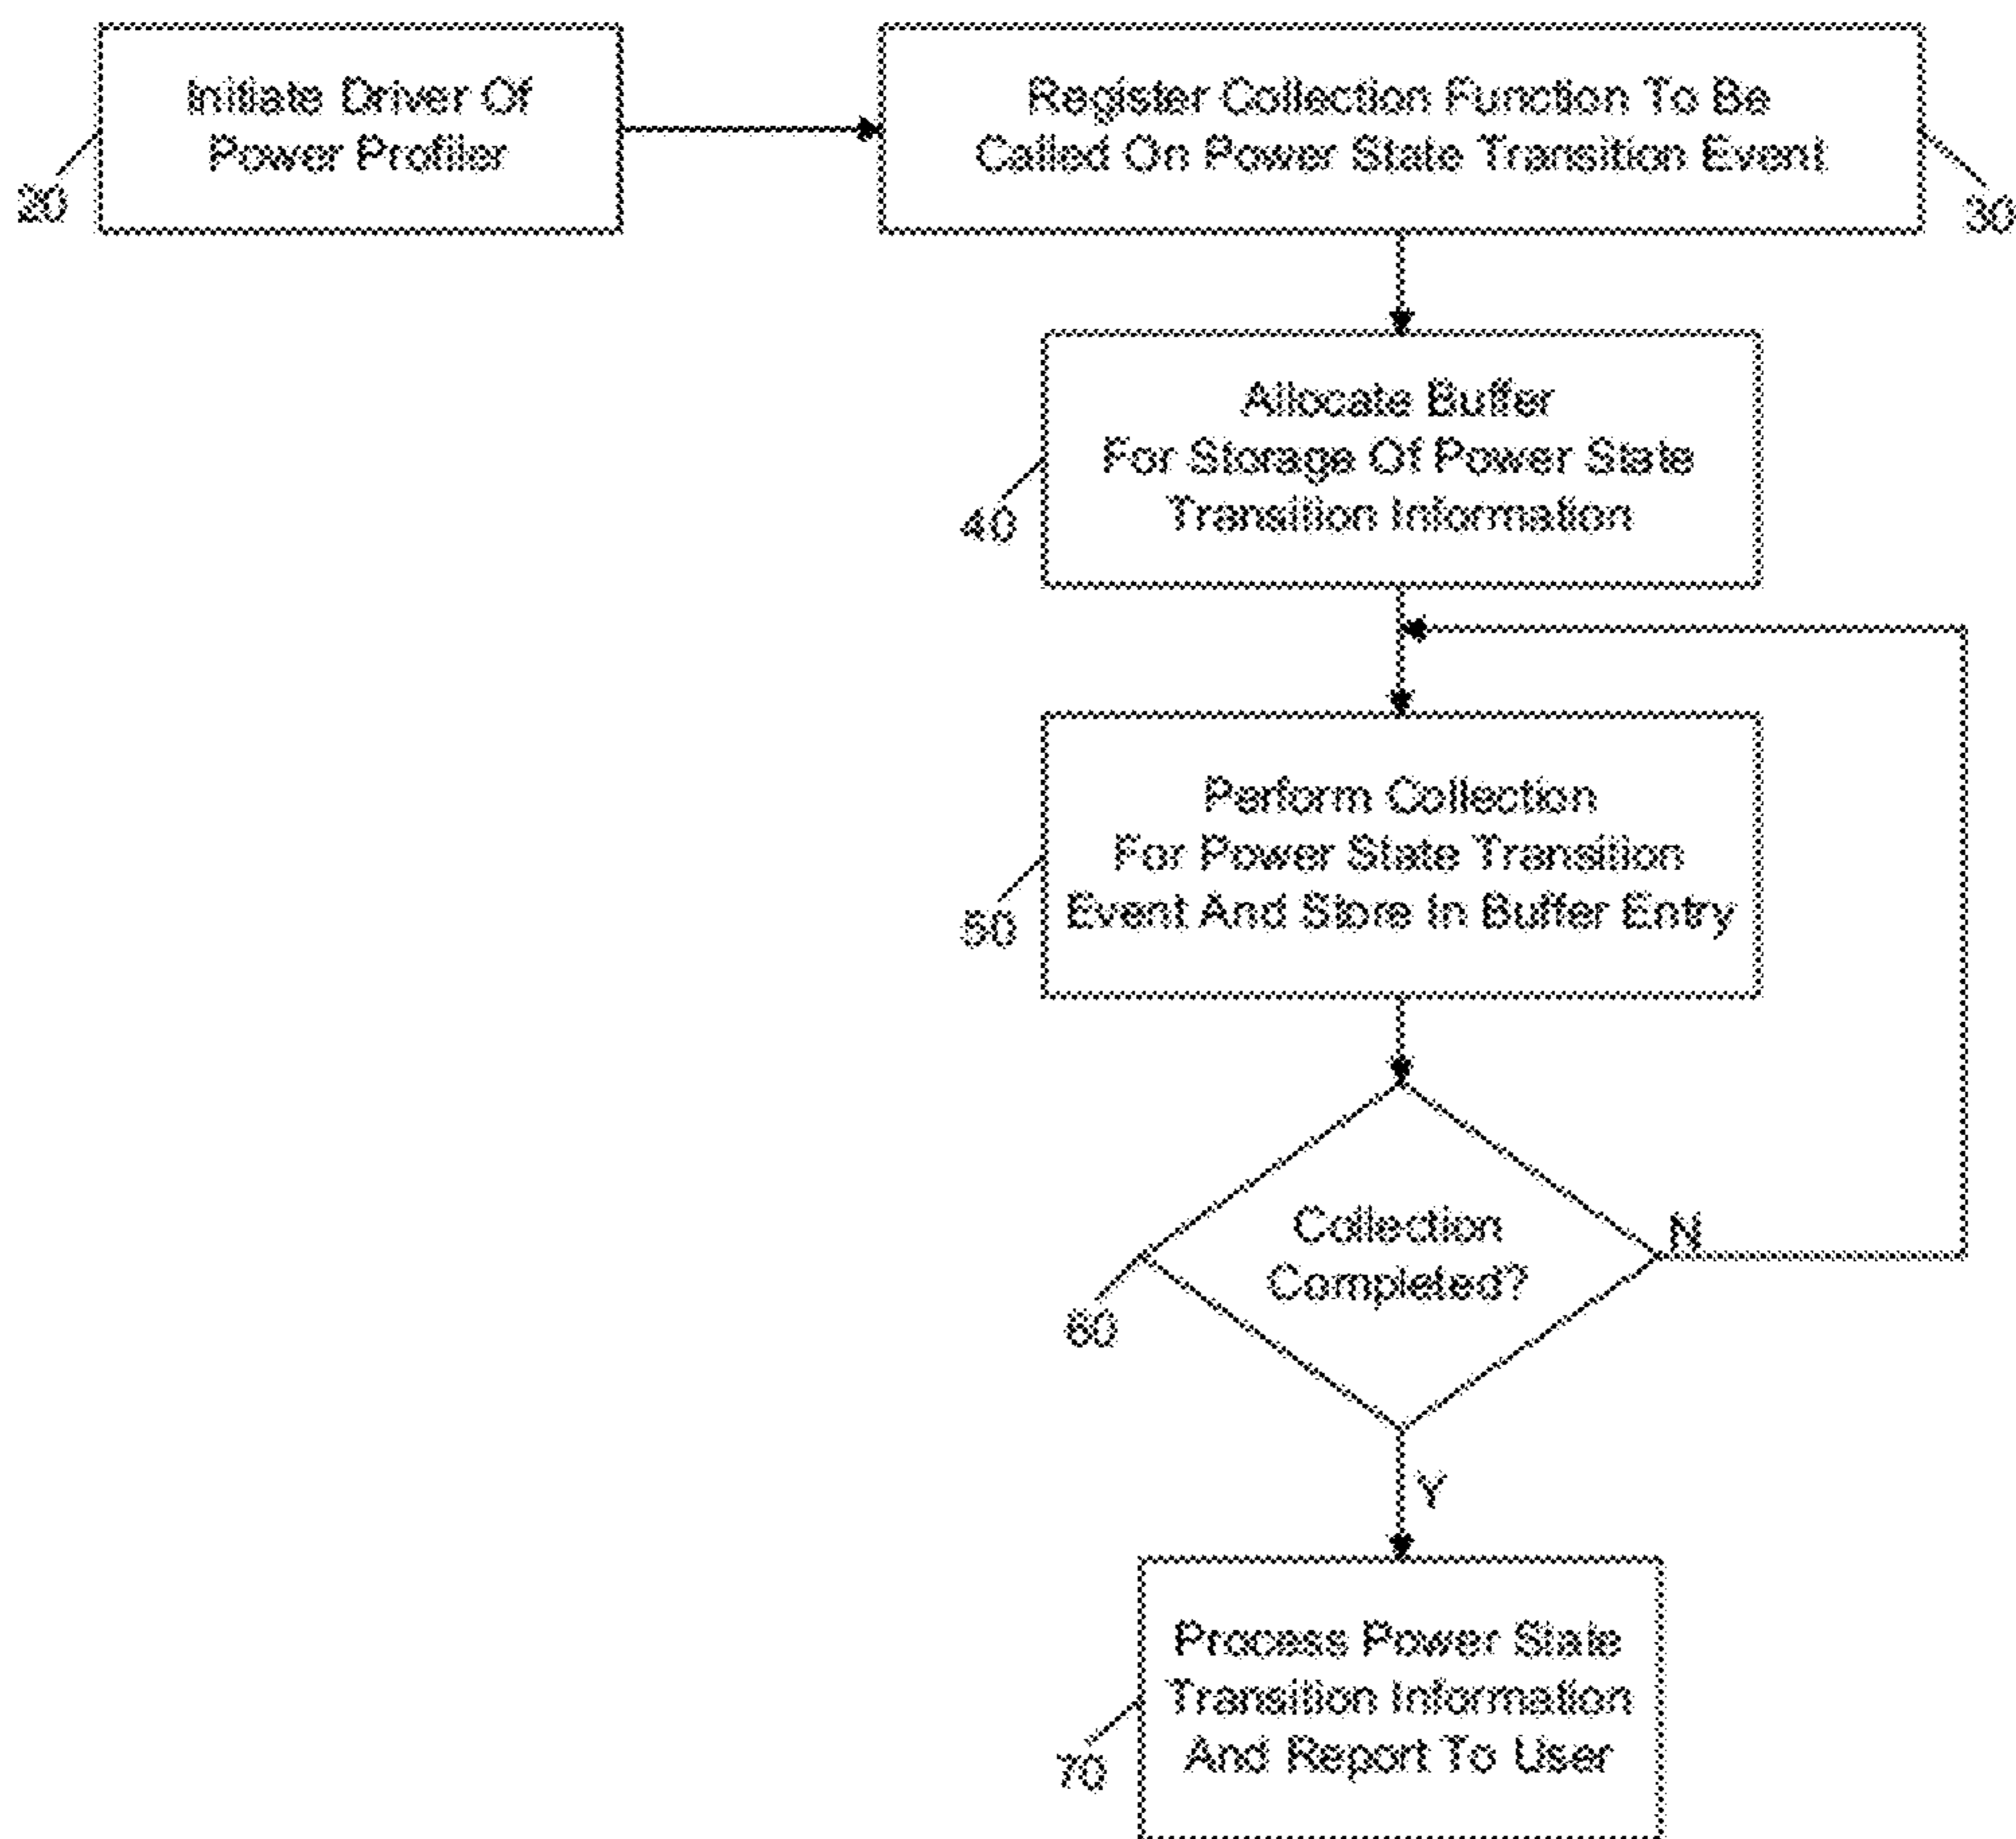 Initiate Driver Of
Power Profiler
20
Register Collection Function To Be
Called On Power State Transition Event
30
Allocate Buffer
For Storage Of Power State
Transition Information
40
Perform Collection
For Power State Transition
Event And Store In Buffer Entry
50
Collection
Completed?
N
60
Y
Process Power State
Transition Information
And Report To User
70